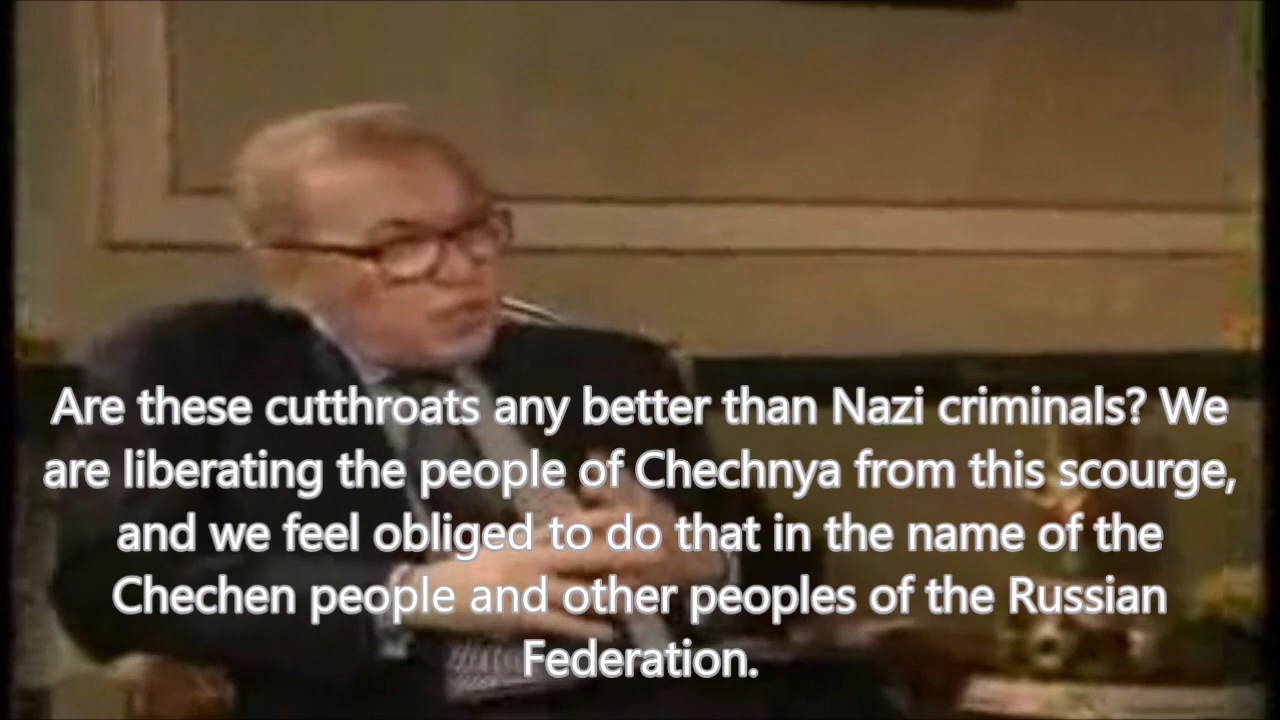 Are these cutthroats any better than Nazi criminals? We
are liberating the people of Chechnya from this scourge,
and we feel obliged to do that in the name of the
Chechen people and other peoples of the Russian
Federation.